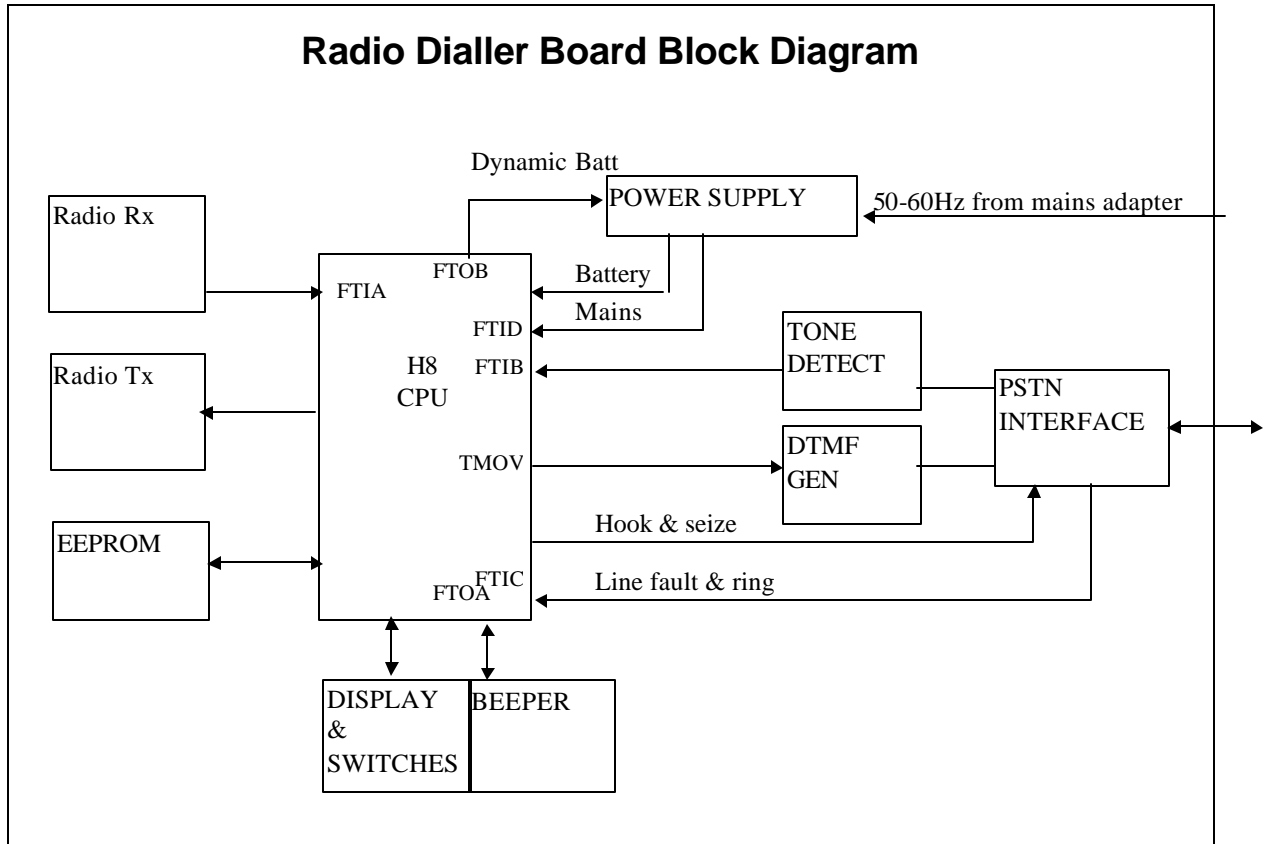 Radio Dialler Board Block Diagram
Dynamic Batt
POWER SUPPLY
50-60Hz from mains adapter
Radio Rx
FTOB
FTIA
Battery
Mains
FTID
TONE
DETECT
H8
CPU
FTIB
Radio Tx
PSTN
INTERFACE
TMOV
DTMF
GEN
Hook & seize
EEPROM
FTIC
FTOA
Line fault & ring
DISPLAY
&
SWITCHES
BEEPER